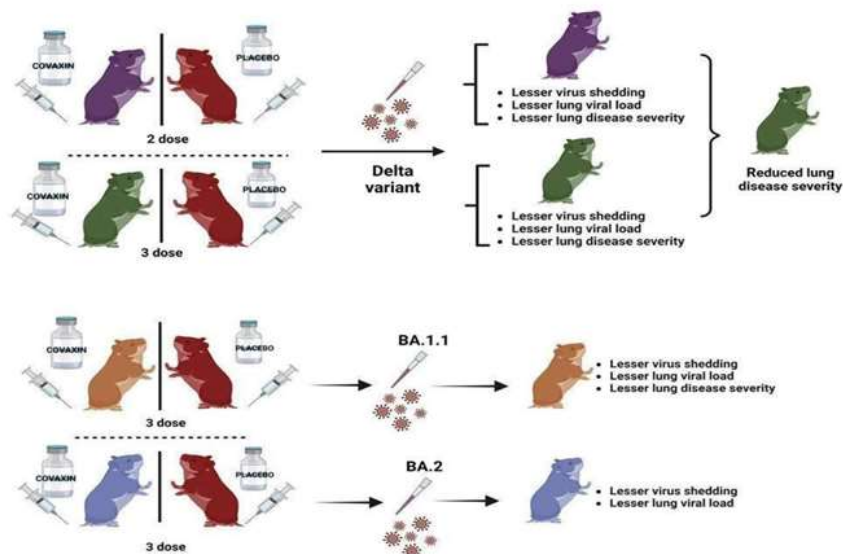 COVAXIN
PLACEBO
2 dose
COVAXIN
PLACEBO
3 dose
Delta
variant
• Lesser virus shedding
• Lesser lung viral load
• Lesser lung disease severity
• Lesser virus shedding
• Lesser lung viral load
• Lesser lung disease severity
Reduced lung
disease severity
COVAXIN
PLACEBO
3 dose
BA.1.1
• Lesser virus shedding
• Lesser lung viral load
• Lesser lung disease severity
COVAXIN
PLACEBO
3 dose
BA.2
• Lesser virus shedding
• Lesser lung viral load